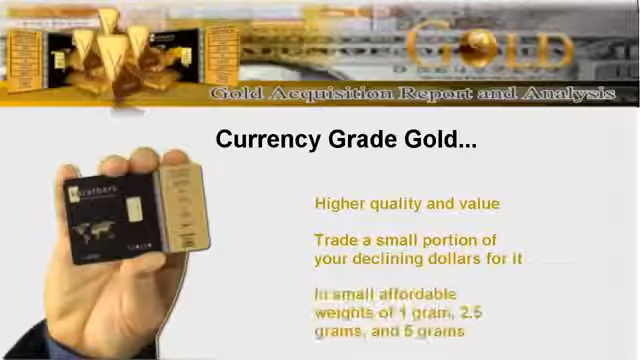 GOLD
Gold Acquisition Report and Analysis
Currency Grade Gold...
Higher quality and value
Trade a small portion of
your declining dollars for it
In small affordable
weights of 1 gram, 2.5
grams, and 5 grams